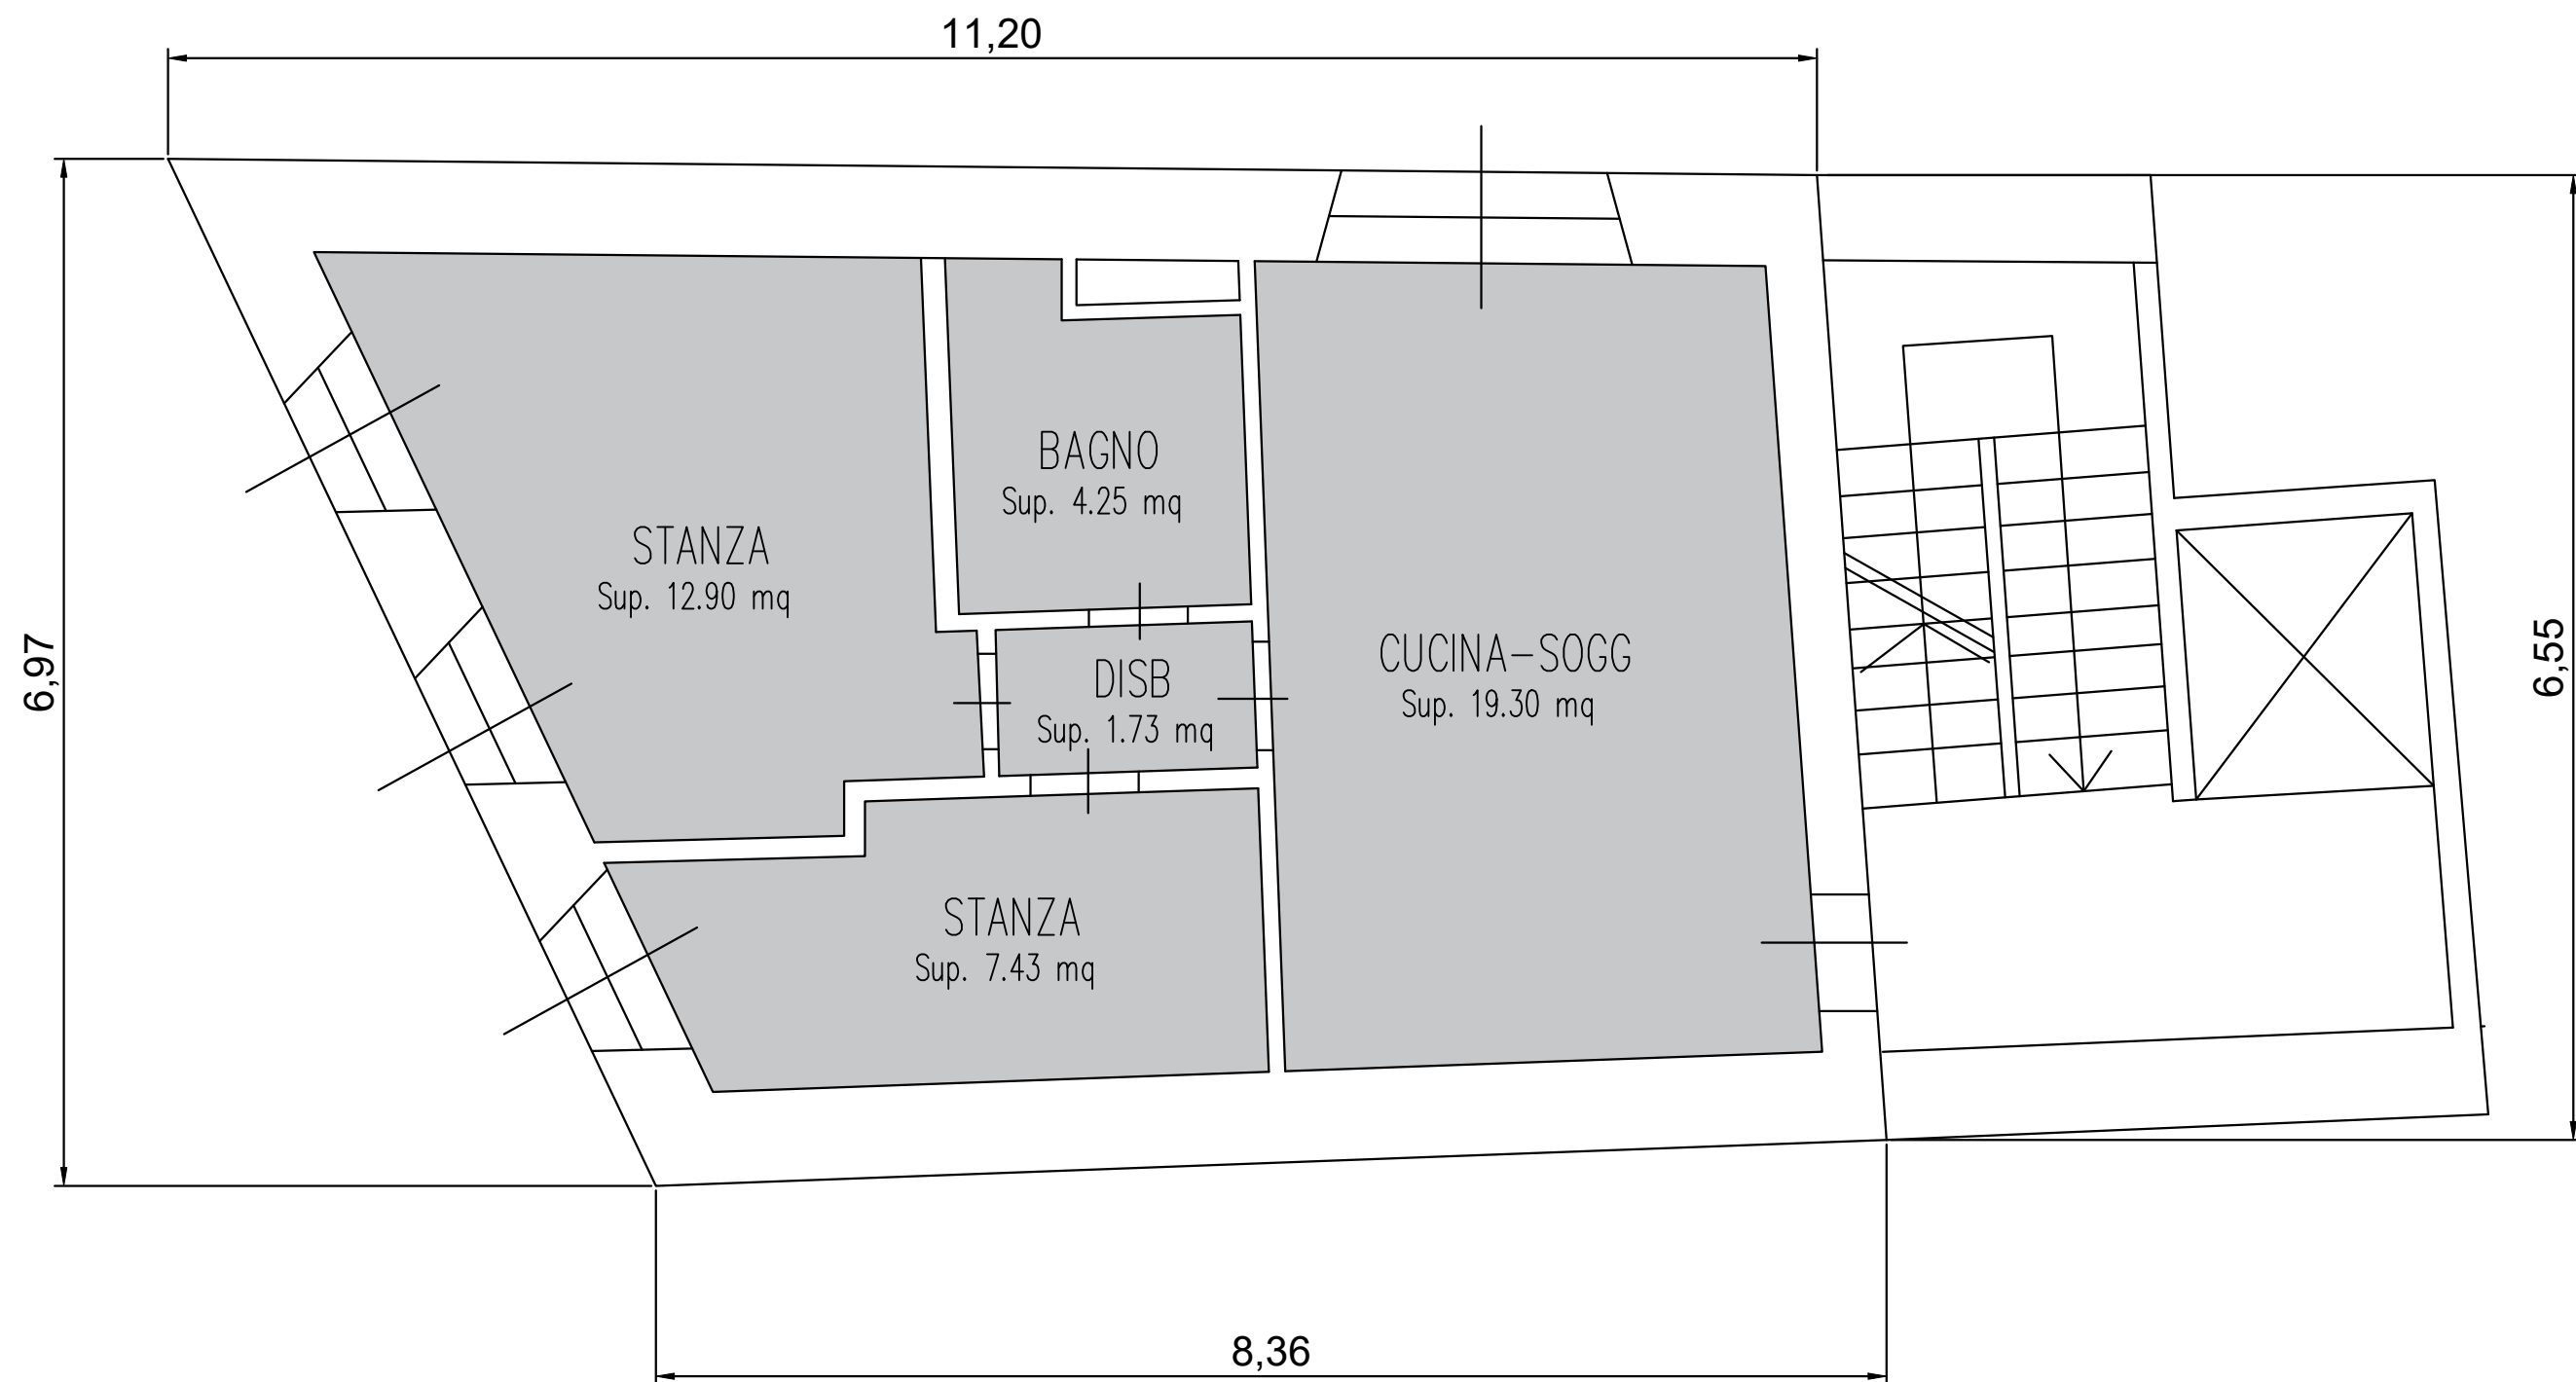 11,20
BAGNO
Sup. 4.25 mq
STANZA
Sup. 12.90 mq
CUCINA-SOGG
Sup. 19.30 mq
DISB
Sup. 1.73 mq
6,97
6,55
STANZA
Sup. 7.43 mq
8,36